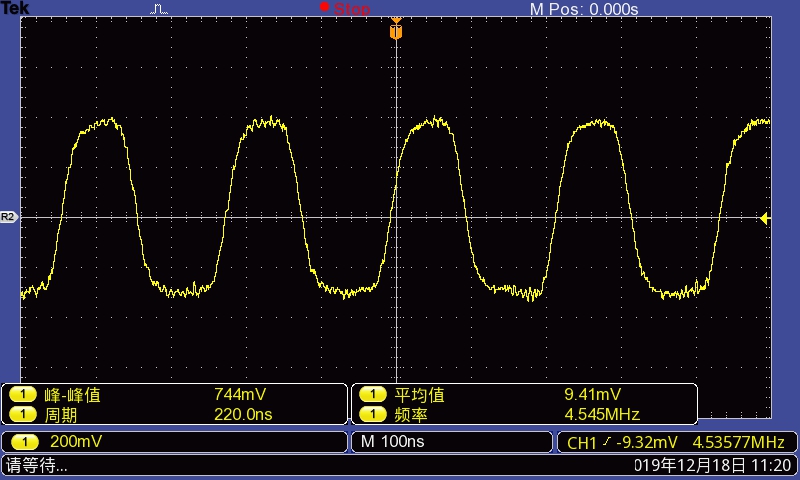 Tek Stop M Pos: 0.000s
T
R2
1 峰-峰值 744mV 1 平均值 9.41mV
1 周期 220.0ns 1 频率 4.545MHz
1 200mV M 100ns CH1 -9.32mV 4.53577MHz
请等待... 019年12月18日 11:20